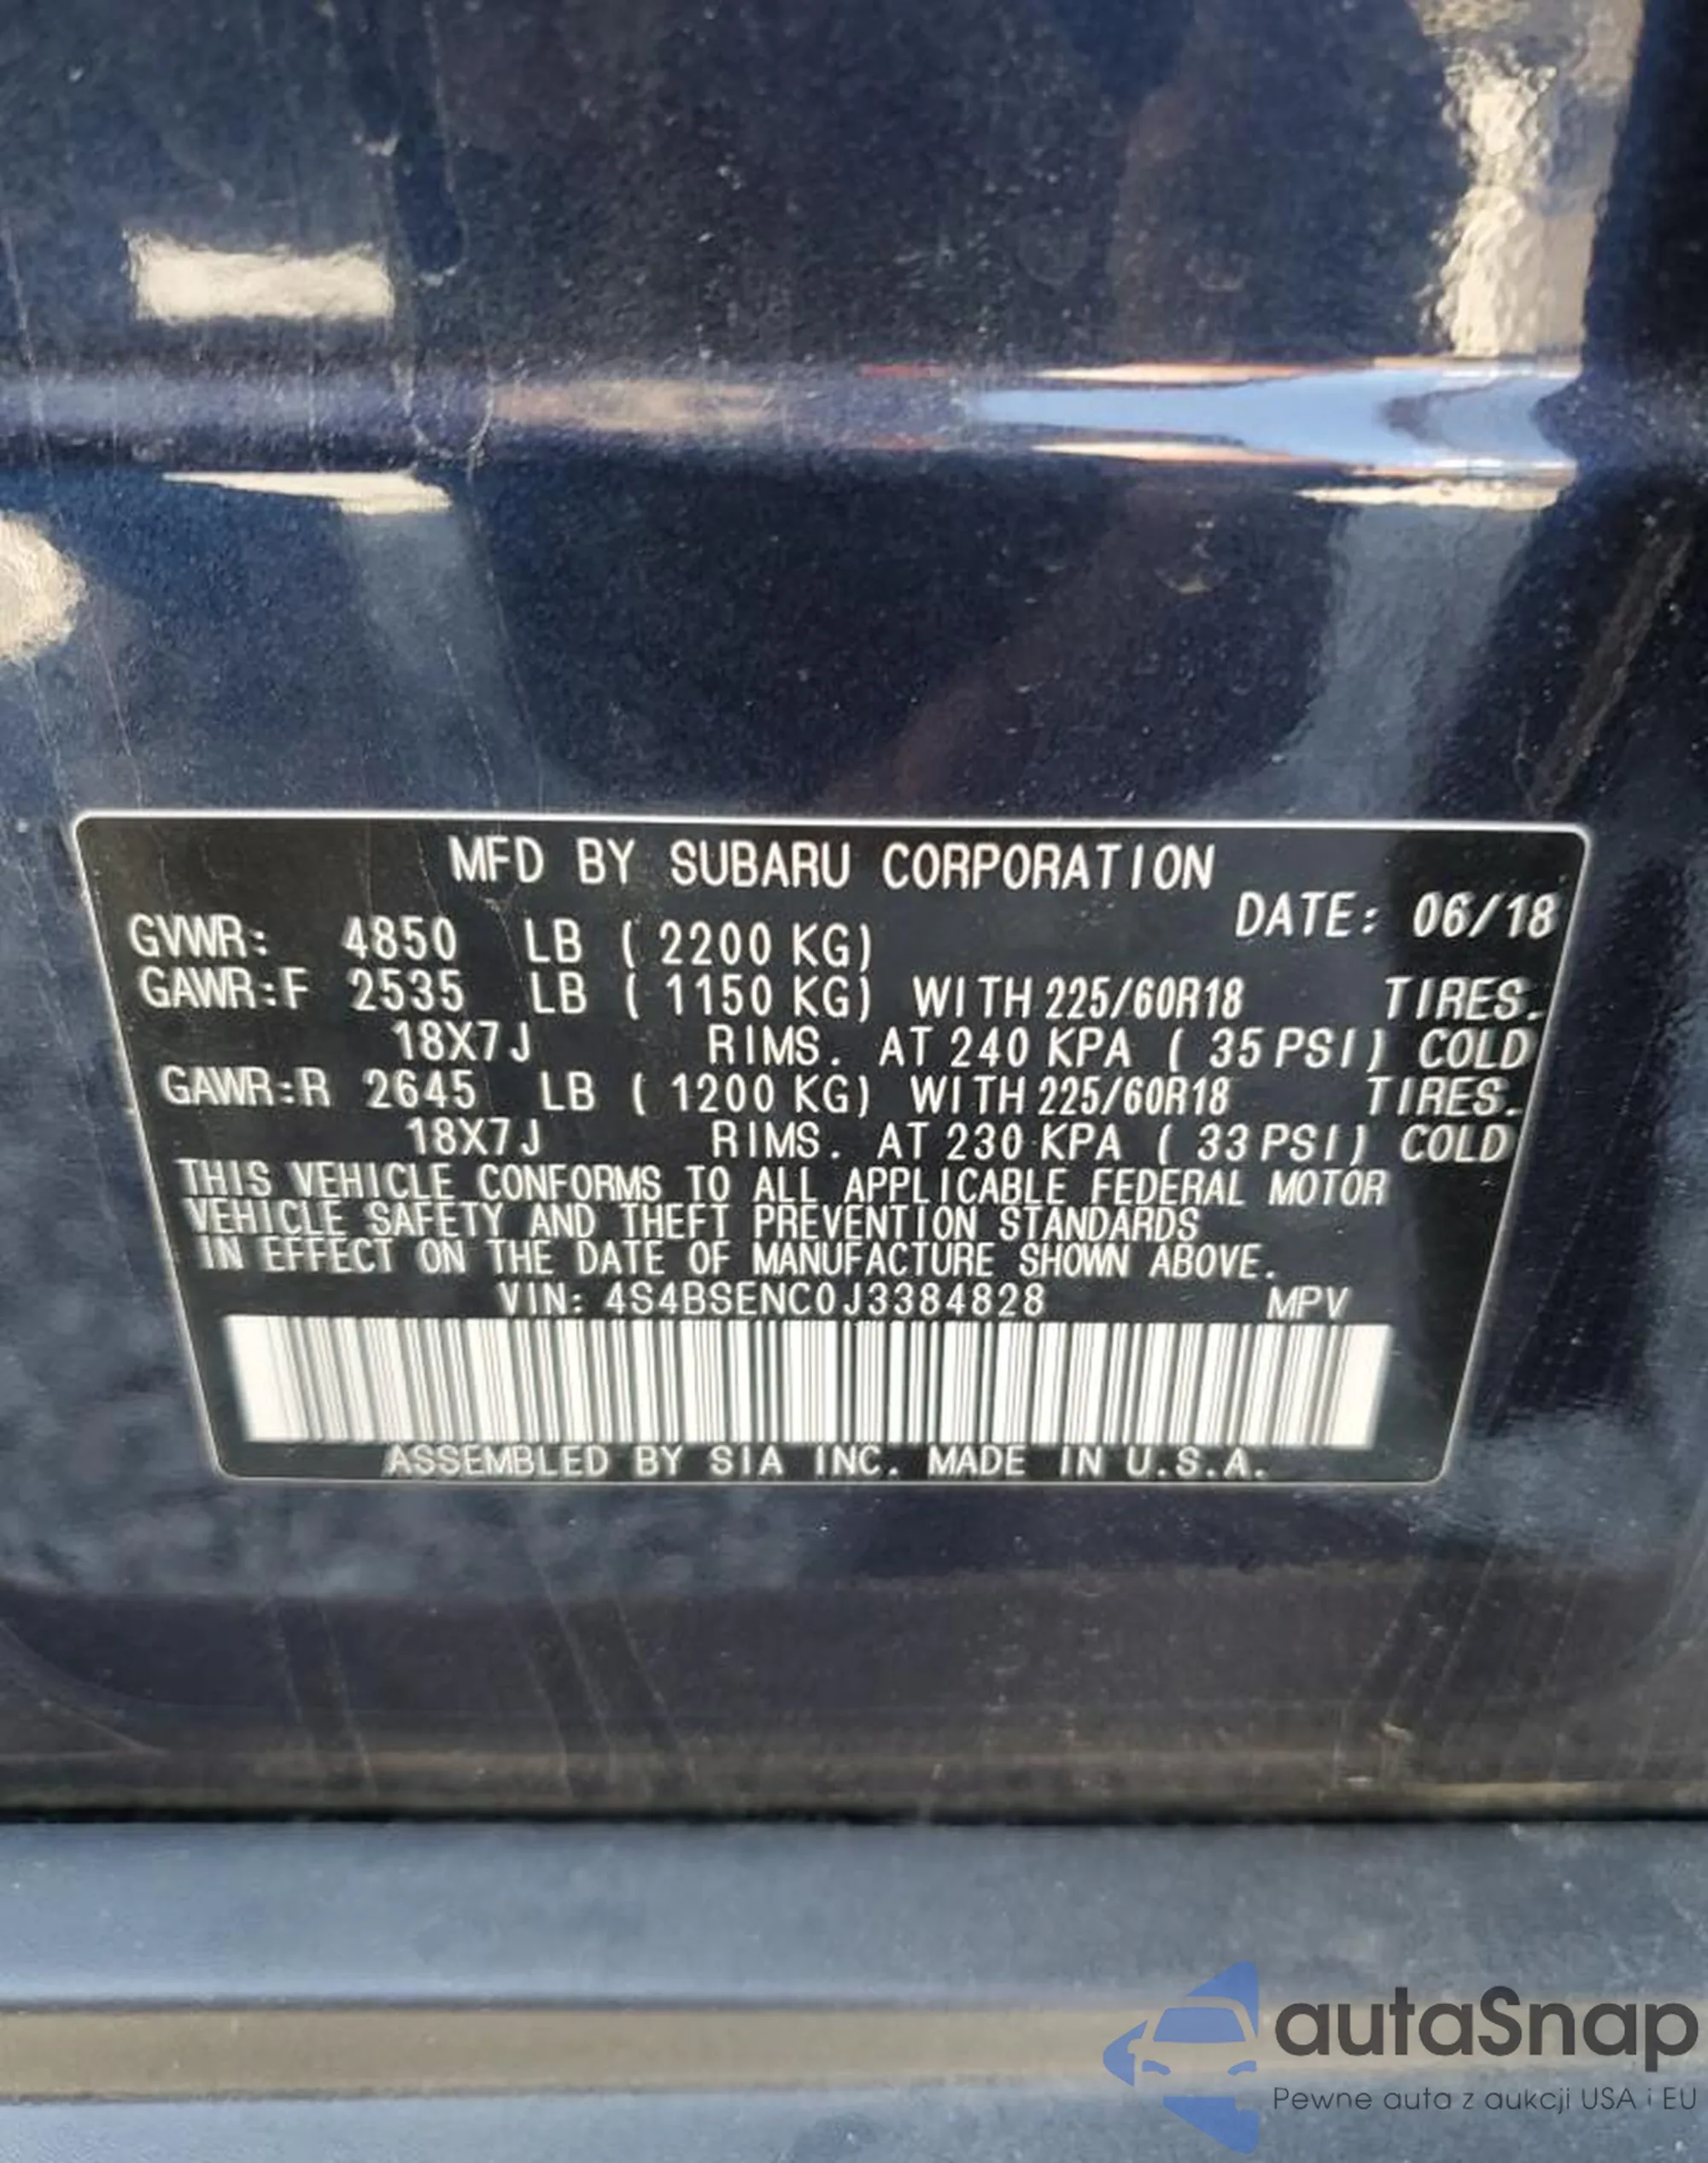 MFD BY SUBARU CORPORATION
DATE: 06/18
GVWR: 4850 LB ( 2200 KG)
GAWR:F 2535 LB ( 1150 KG) WITH 225/60R18 TIRES.
18X7J RIMS. AT 240 KPA ( 35 PSI) COLD
GAWR:R 2645 LB ( 1200 KG) WITH 225/60R18 TIRES.
18X7J RIMS. AT 230 KPA ( 33 PSI) COLD
THIS VEHICLE CONFORMS TO ALL APPLICABLE FEDERAL MOTOR
VEHICLE SAFETY AND THEFT PREVENTION STANDARDS
IN EFFECT ON THE DATE OF MANUFACTURE SHOWN ABOVE.
VIN: 4S4BSENC0J3384828 MPV
ASSEMBLED BY SIA INC. MADE IN U.S.A.
autaSnap
Pewne auta z aukcji USA i EU